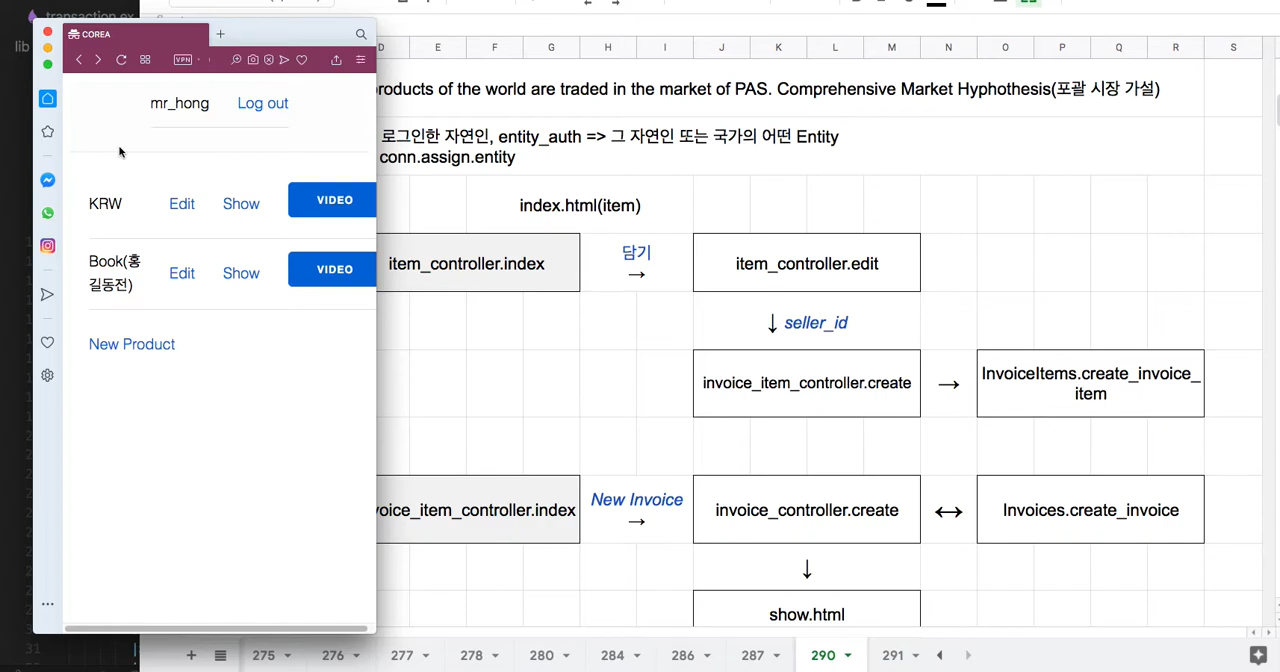 transaction.ex
lib
COREA
VPN
mr_hong
Log out
KRW
Edit
Show
VIDEO
Book(홍
길동전)
Edit
Show
VIDEO
New Product
31
D E F G H I J K L M N O P Q R S
roducts of the world are traded in the market of PAS. Comprehensive Market Hyphothesis(포괄 시장 가설)
로그인한 자연인, entity_auth => 그 자연인 또는 국가의 어떤 Entity
conn.assign.entity
index.html(item)
item_controller.index
담기
→
item_controller.edit
↓ seller_id
invoice_item_controller.create
→
InvoiceItems.create_invoice_
item
voice_item_controller.index
New Invoice
→
invoice_controller.create
↔
Invoices.create_invoice
↓
show.html
275 276 277 278 280 284 286 287 290 291